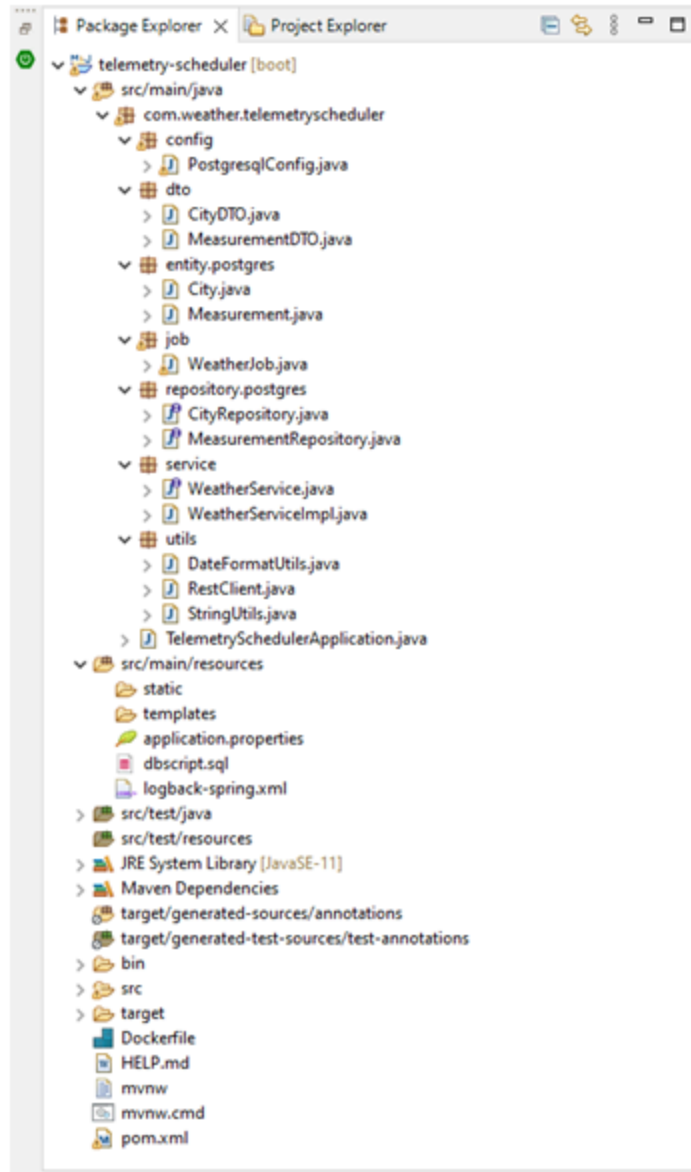 Package Explorer Project Explorer
telemetry-scheduler [boot]
src/main/java
com.weather.telemetryscheduler
config
PostgresqlConfig.java
dto
CityDTO.java
MeasurementDTO.java
entity.postgres
City.java
Measurement.java
job
WeatherJob.java
repository.postgres
CityRepository.java
MeasurementRepository.java
service
WeatherService.java
WeatherServiceImpl.java
utils
DateFormatUtils.java
RestClient.java
StringUtils.java
TelemetrySchedulerApplication.java
src/main/resources
static
templates
application.properties
dbscript.sql
logback-spring.xml
src/test/java
src/test/resources
JRE System Library [JavaSE-11]
Maven Dependencies
target/generated-sources/annotations
target/generated-test-sources/test-annotations
bin
src
target
Dockerfile
HELP.md
mvnw
mvnw.cmd
pom.xml